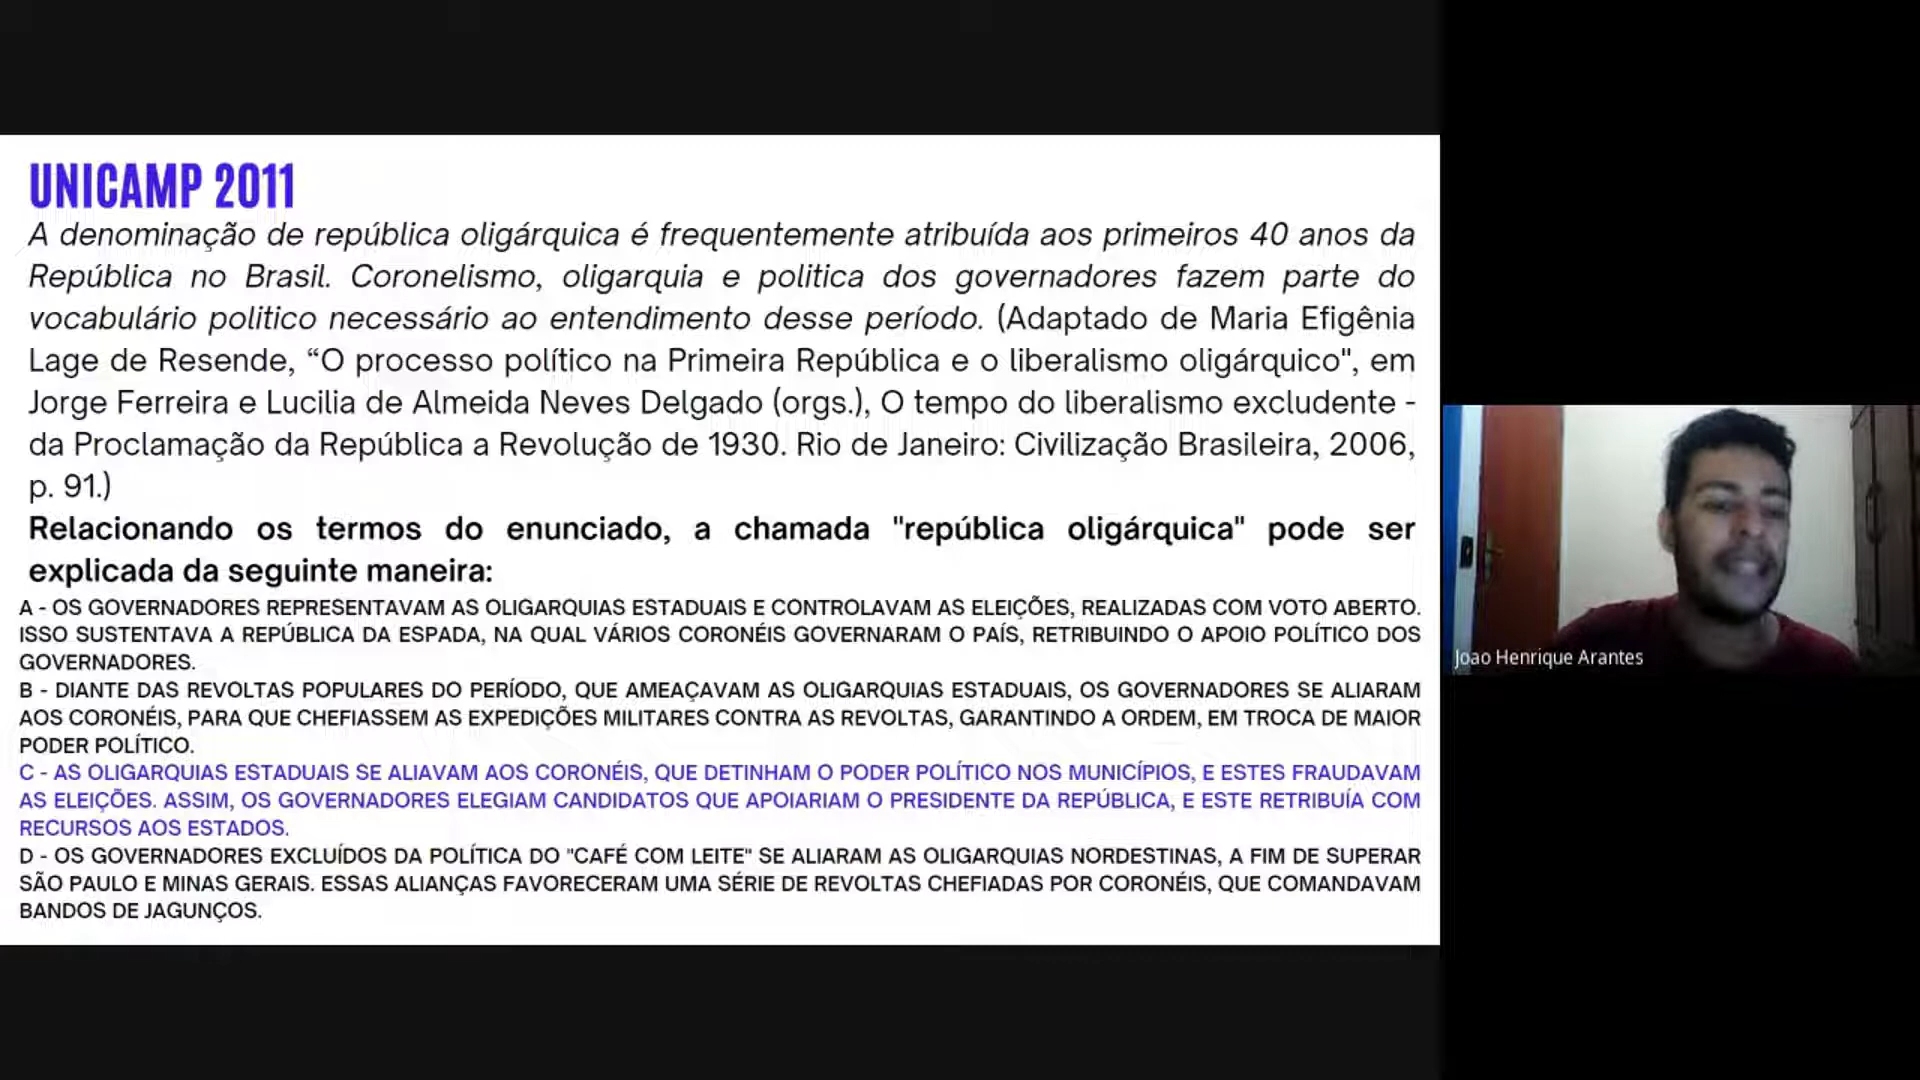 UNICAMP 2011
A denominação de república oligárquica é frequentemente atribuída aos primeiros 40 anos da
República no Brasil. Coronelismo, oligarquia e politica dos governadores fazem parte do
vocabulário politico necessário ao entendimento desse período. (Adaptado de Maria Efigênia
Lage de Resende, “O processo político na Primeira República e o liberalismo oligárquico", em
Jorge Ferreira e Lucilia de Almeida Neves Delgado (orgs.), O tempo do liberalismo excludente -
da Proclamação da República a Revolução de 1930. Rio de Janeiro: Civilização Brasileira, 2006,
p. 91.)
Relacionando os termos do enunciado, a chamada "república oligárquica" pode ser
explicada da seguinte maneira:
A - OS GOVERNADORES REPRESENTAVAM AS OLIGARQUIAS ESTADUAIS E CONTROLAVAM AS ELEIÇÕES, REALIZADAS COM VOTO ABERTO.
ISSO SUSTENTAVA A REPÚBLICA DA ESPADA, NA QUAL VÁRIOS CORONÉIS GOVERNARAM O PAÍS, RETRIBUINDO O APOIO POLÍTICO DOS
GOVERNADORES.
B - DIANTE DAS REVOLTAS POPULARES DO PERÍODO, QUE AMEAÇAVAM AS OLIGARQUIAS ESTADUAIS, OS GOVERNADORES SE ALIARAM
AOS CORONÉIS, PARA QUE CHEFIASSEM AS EXPEDIÇÕES MILITARES CONTRA AS REVOLTAS, GARANTINDO A ORDEM, EM TROCA DE MAIOR
PODER POLÍTICO.
C - AS OLIGARQUIAS ESTADUAIS SE ALIAVAM AOS CORONÉIS, QUE DETINHAM O PODER POLÍTICO NOS MUNICÍPIOS, E ESTES FRAUDAVAM
AS ELEIÇÕES. ASSIM, OS GOVERNADORES ELEGIAM CANDIDATOS QUE APOIARIAM O PRESIDENTE DA REPÚBLICA, E ESTE RETRIBUÍA COM
RECURSOS AOS ESTADOS.
D - OS GOVERNADORES EXCLUÍDOS DA POLÍTICA DO "CAFÉ COM LEITE" SE ALIARAM AS OLIGARQUIAS NORDESTINAS, A FIM DE SUPERAR
SÃO PAULO E MINAS GERAIS. ESSAS ALIANÇAS FAVORECERAM UMA SÉRIE DE REVOLTAS CHEFIADAS POR CORONÉIS, QUE COMANDAVAM
BANDOS DE JAGUNÇOS.
Joao Henrique Arantes